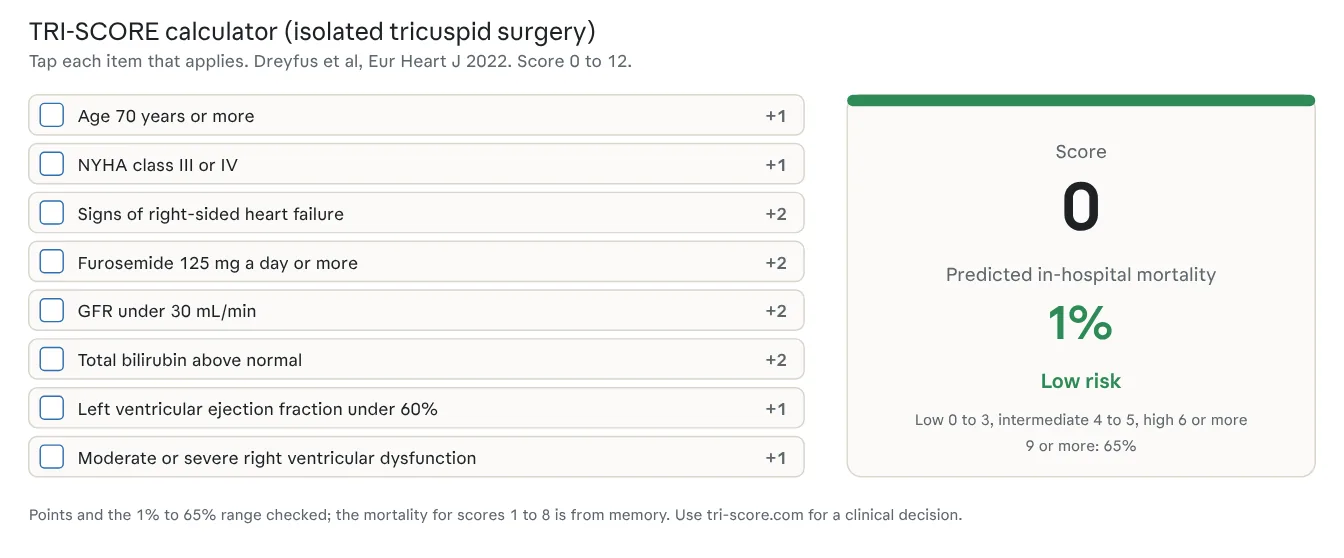 TRI-SCORE calculator (isolated tricuspid surgery)
Tap each item that applies. Dreyfus et al, Eur Heart J 2022. Score 0 to 12.
Age 70 years or more +1
NYHA class III or IV +1
Signs of right-sided heart failure +2
Furosemide 125 mg a day or more +2
GFR under 30 mL/min +2
Total bilirubin above normal +2
Left ventricular ejection fraction under 60% +1
Moderate or severe right ventricular dysfunction +1
Score
0
Predicted in-hospital mortality
1%
Low risk
Low 0 to 3, intermediate 4 to 5, high 6 or more
9 or more: 65%
Points and the 1% to 65% range checked; the mortality for scores 1 to 8 is from memory. Use tri-score.com for a clinical decision.